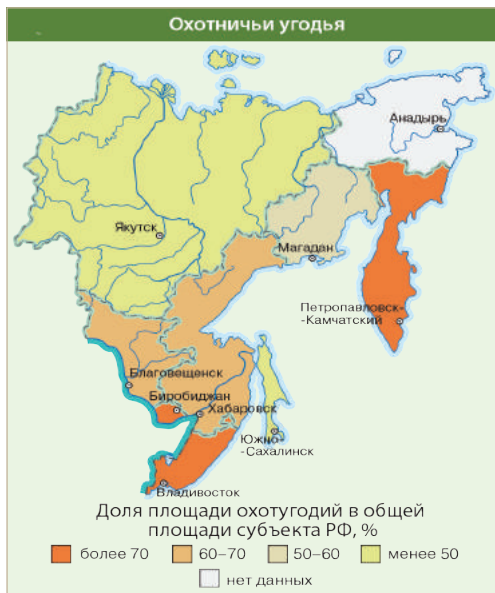 Охотничьи угодья
Анадырь
Якутск
Магадан
Петропавловск-
-Камчатский
Благовещенск
Биробиджан
Хабаровск
Южно-
-Сахалинск
Владивосток
Доля площади охотугодий в общей
площади субъекта РФ, %
более 70
60–70
50–60
менее 50
нет данных